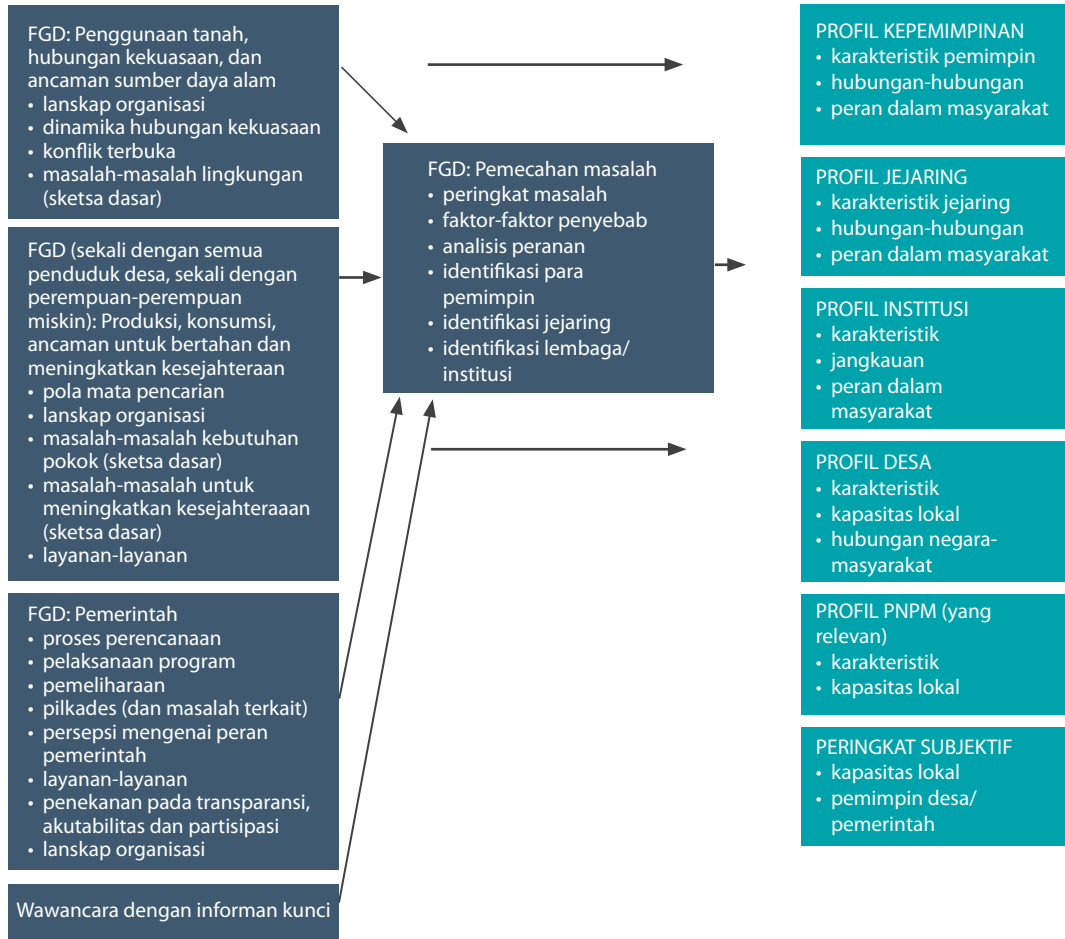 FGD: Penggunaan tanah,
hubungan kekuasaan, dan
ancaman sumber daya alam
• lanskap organisasi
• dinamika hubungan kekuasaan
• konflik terbuka
• masalah-masalah lingkungan
(sketsa dasar)
FGD (sekali dengan semua
penduduk desa, sekali dengan
perempuan-perempuan
miskin): Produksi, konsumsi,
ancaman untuk bertahan dan
meningkatkan kesejahteraan
• pola mata pencarian
• lanskap organisasi
• masalah-masalah kebutuhan
pokok (sketsa dasar)
• masalah-masalah untuk
meningkatkan kesejahteraaan
(sketsa dasar)
• layanan-layanan
FGD: Pemerintah
• proses perencanaan
• pelaksanaan program
• pemeliharaan
• pilkades (dan masalah terkait)
• persepsi mengenai peran
pemerintah
• layanan-layanan
• penekanan pada transparansi,
akutabilitas dan partisipasi
• lanskap organisasi
Wawancara dengan informan kunci
FGD: Pemecahan masalah
• peringkat masalah
• faktor-faktor penyebab
• analisis peranan
• identifikasi para
pemimpin
• identifikasi jejaring
• identifikasi lembaga/
institusi
PROFIL KEPEMIMPINAN
• karakteristik pemimpin
• hubungan-hubungan
• peran dalam masyarakat
PROFIL JEJARING
• karakteristik jejaring
• hubungan-hubungan
• peran dalam masyarakat
PROFIL INSTITUSI
• karakteristik
• jangkauan
• peran dalam
masyarakat
PROFIL DESA
• karakteristik
• kapasitas lokal
• hubungan negara-
masyarakat
PROFIL PNPM (yang
relevan)
• karakteristik
• kapasitas lokal
PERINGKAT SUBJEKTIF
• kapasitas lokal
• pemimpin desa/
pemerintah